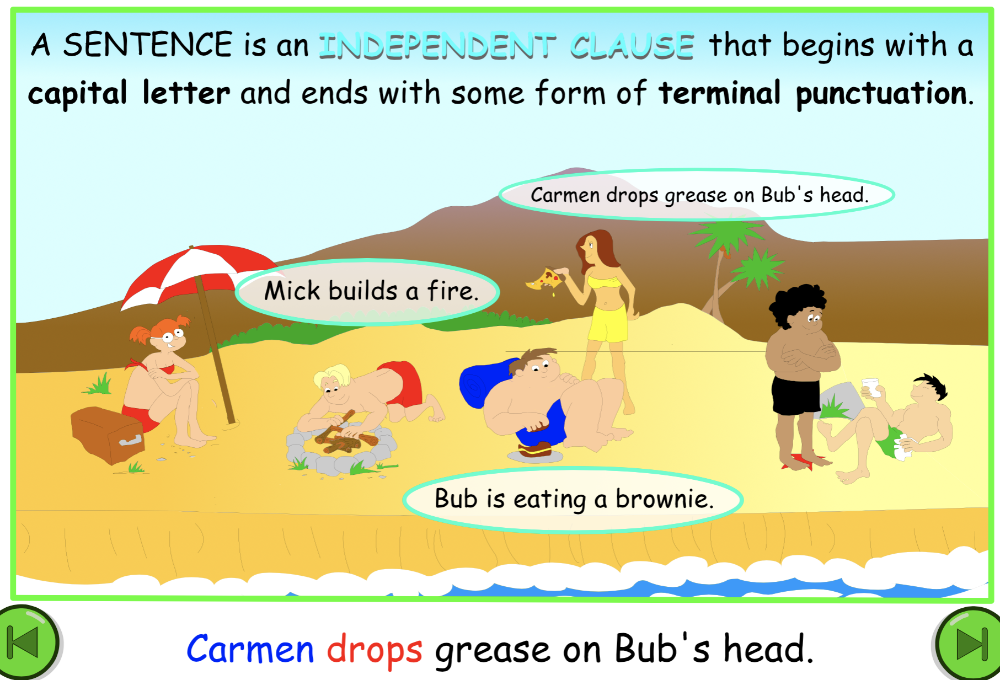 A SENTENCE is an INDEPENDENT CLAUSE that begins with a
capital letter and ends with some form of terminal punctuation.
Carmen drops grease on Bub's head.
Mick builds a fire.
Bub is eating a brownie.
Carmen drops grease on Bub's head.